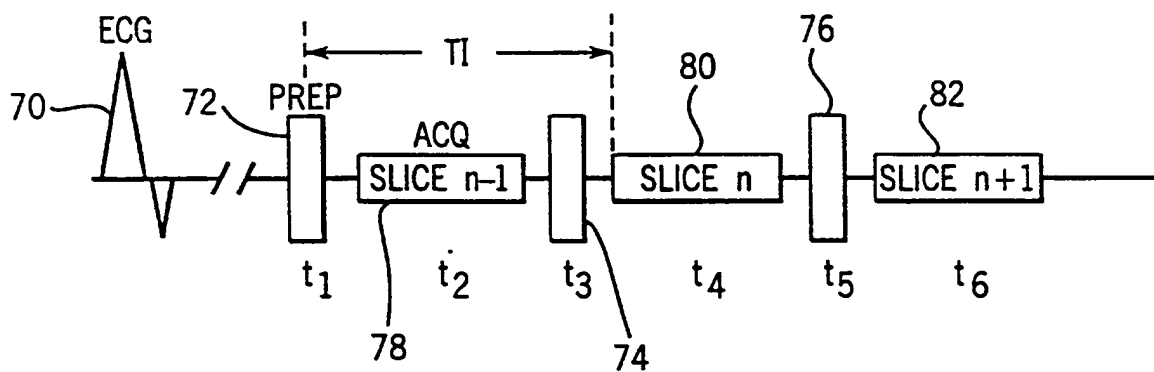 ECG
70
72
PREP
TI
80
76
82
ACQ
SLICE n-1
SLICE n
SLICE n+1
t1
t2
t3
t4
t5
t6
78
74